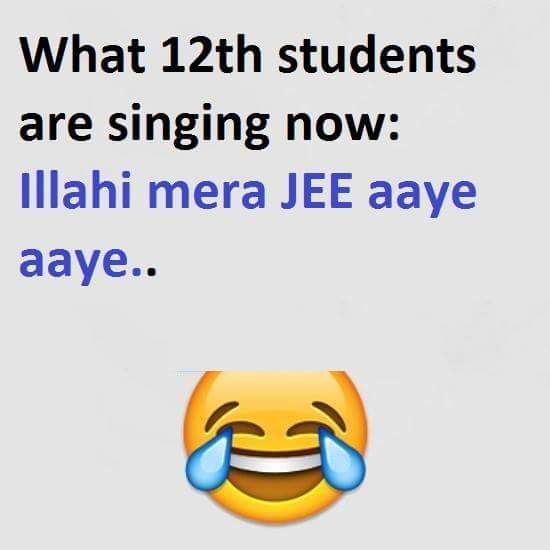 What 12th students
are singing now:
Illahi mera JEE aaye
aaye..